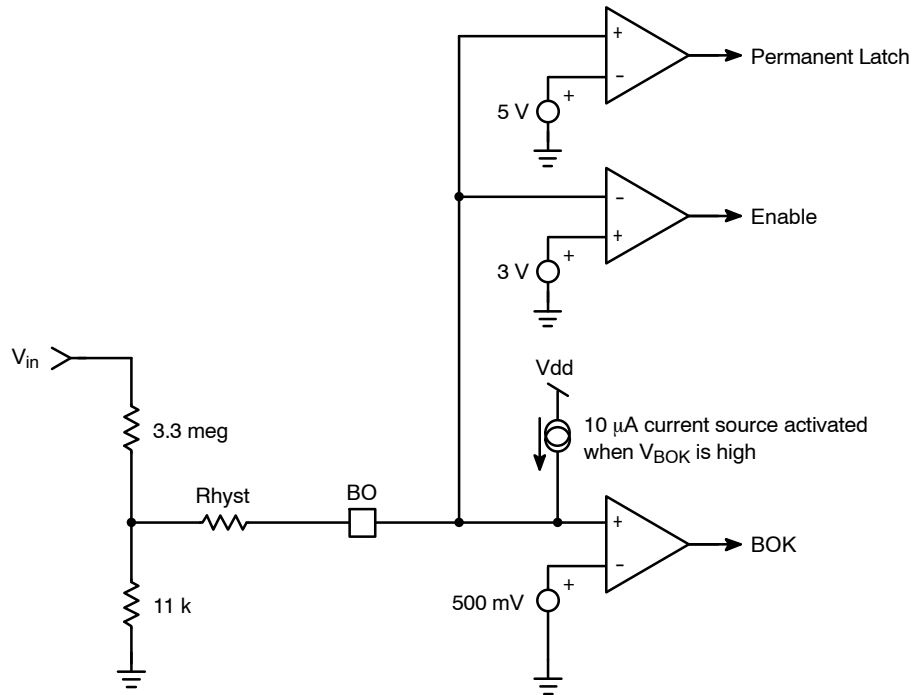 +
Permanent Latch
−
+
5 V
−
Enable
+
+
3 V
Vin
Vdd
3.3 meg
10 μA current source activated
when VBOK is high
Rhyst
BO
+
BOK
−
+
500 mV
11 k